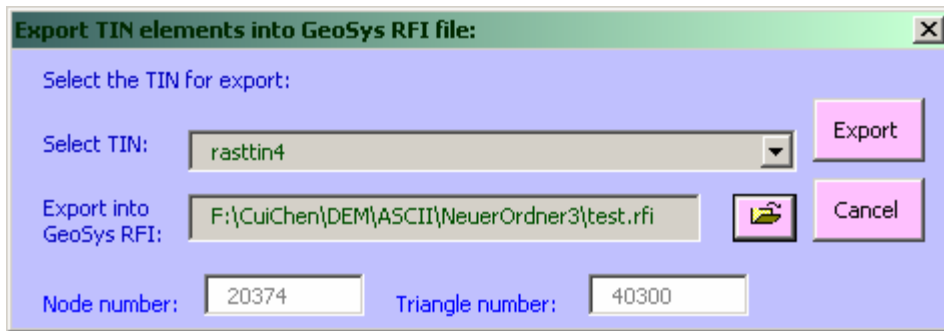 Export TIN elements into GeoSys RFI file:
Select the TIN for export:
Select TIN:
rasttin4
Export
Export into
GeoSys RFI:
F:\CuiChen\DEM\ASCII\NeuerOrdner3\test.rfi
Cancel
Node number:
20374
Triangle number:
40300